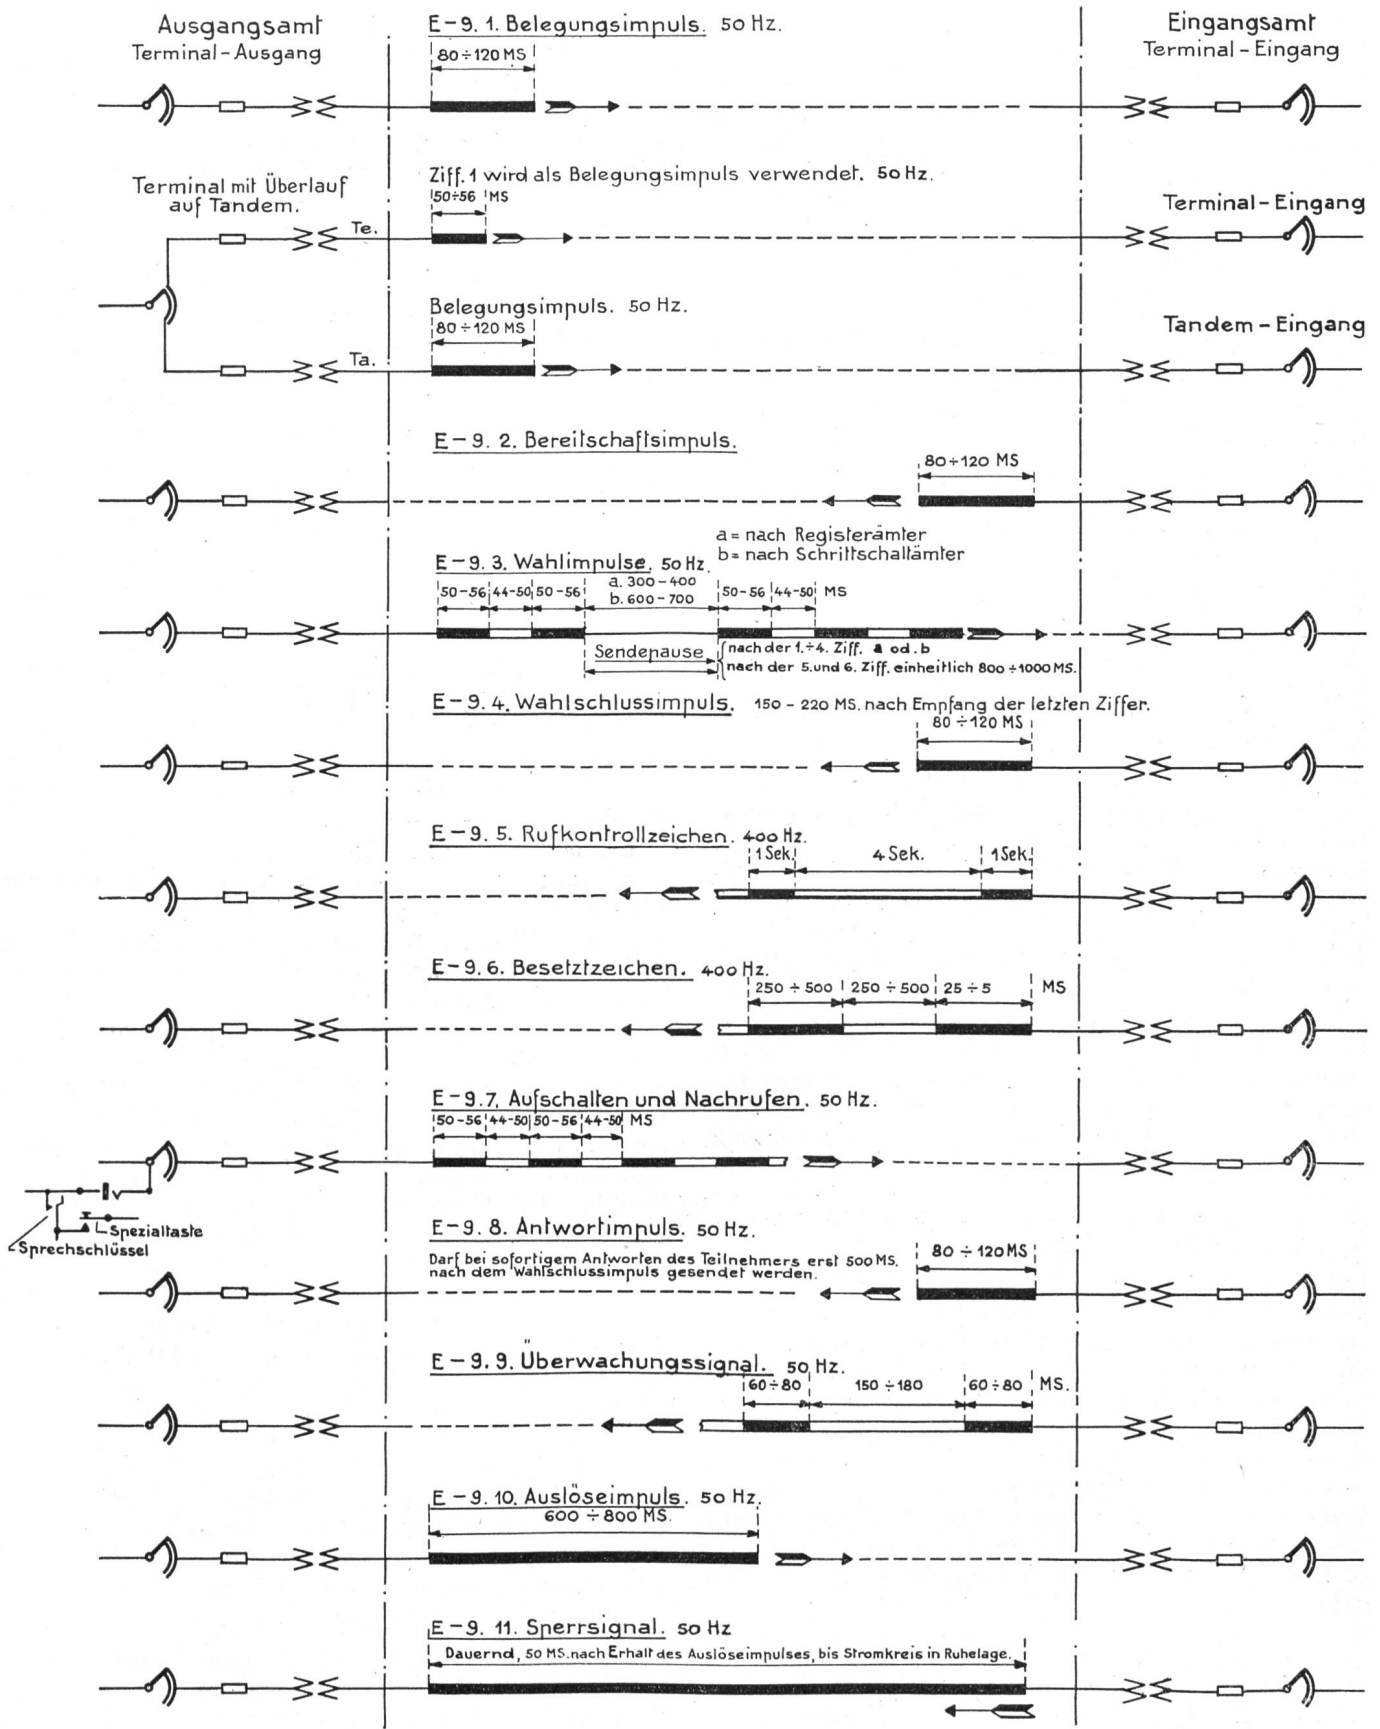 Ausgangsamt
Terminal-Ausgang
E-9. 1. Belegungsimpuls. 50 Hz.
80÷120 MS
Eingangsamt
Terminal-Eingang
Terminal mit Überlauf
auf Tandem.
Ziff. 1 wird als Belegungsimpuls verwendet. 50 Hz.
50÷56 MS
Te.
Terminal-Eingang
Belegungsimpuls. 50 Hz.
80÷120 MS
Ta.
Tandem-Eingang
E-9. 2. Bereitschaftsimpuls.
80÷120 MS
a = nach Registerämter
b = nach Schrittschaltämter
E-9. 3. Wahlimpulse. 50 Hz.
50-56 44-50 50-56 a. 300-400 50-56 44-50 MS
b. 600-700
Sendepause nach der 1.÷4. Ziff. a od. b
nach der 5. und 6. Ziff. einheitlich 800÷1000 MS.
E-9. 4. Wahlschlussimpuls. 150-220 MS. nach Empfang der letzten Ziffer.
80÷120 MS
E-9. 5. Rufkontrollzeichen. 400 Hz.
1 Sek. 4 Sek. 1 Sek.
E-9. 6. Besetztzeichen. 400 Hz.
250÷500 250÷500 25÷5 MS
E-9.7. Aufschalten und Nachrufen. 50 Hz.
50-56 44-50 50-56 44-50 MS
Spezialtaste
Sprechschlüssel
E-9. 8. Antwortimpuls. 50 Hz.
Darf bei sofortigem Antworten des Teilnehmers erst 500 MS.
nach dem Wahlschlussimpuls gesendet werden.
80÷120 MS
E-9. 9. Überwachungssignal. 50 Hz.
60÷80 150÷180 60÷80 MS.
E-9. 10. Auslöseimpuls. 50 Hz.
600÷800 MS.
E-9. 11. Sperrsignal. 50 Hz
Dauernd, 50 MS. nach Erhalt des Auslöseimpulses, bis Stromkreis in Ruhelage.